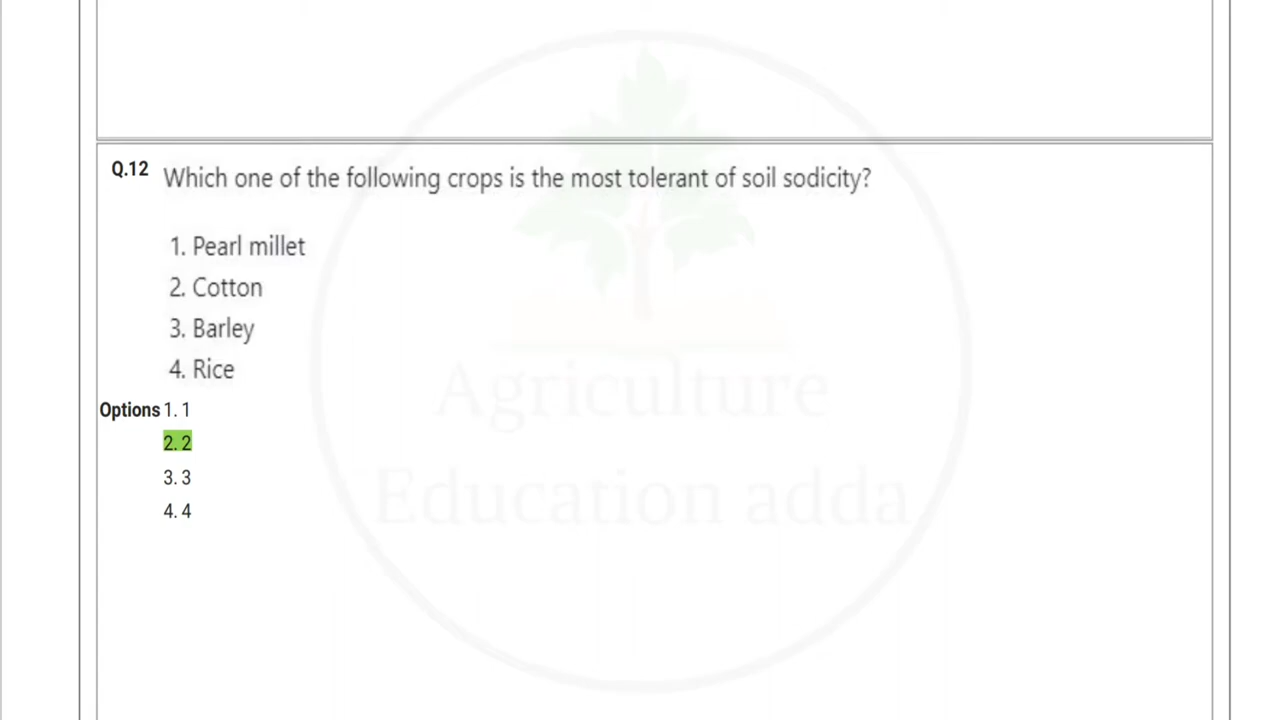 Q.12 Which one of the following crops is the most tolerant of soil sodicity?
1. Pearl millet
2. Cotton
3. Barley
4. Rice
Options 1. 1
2. 2
3. 3
4. 4
Agriculture
Education adda